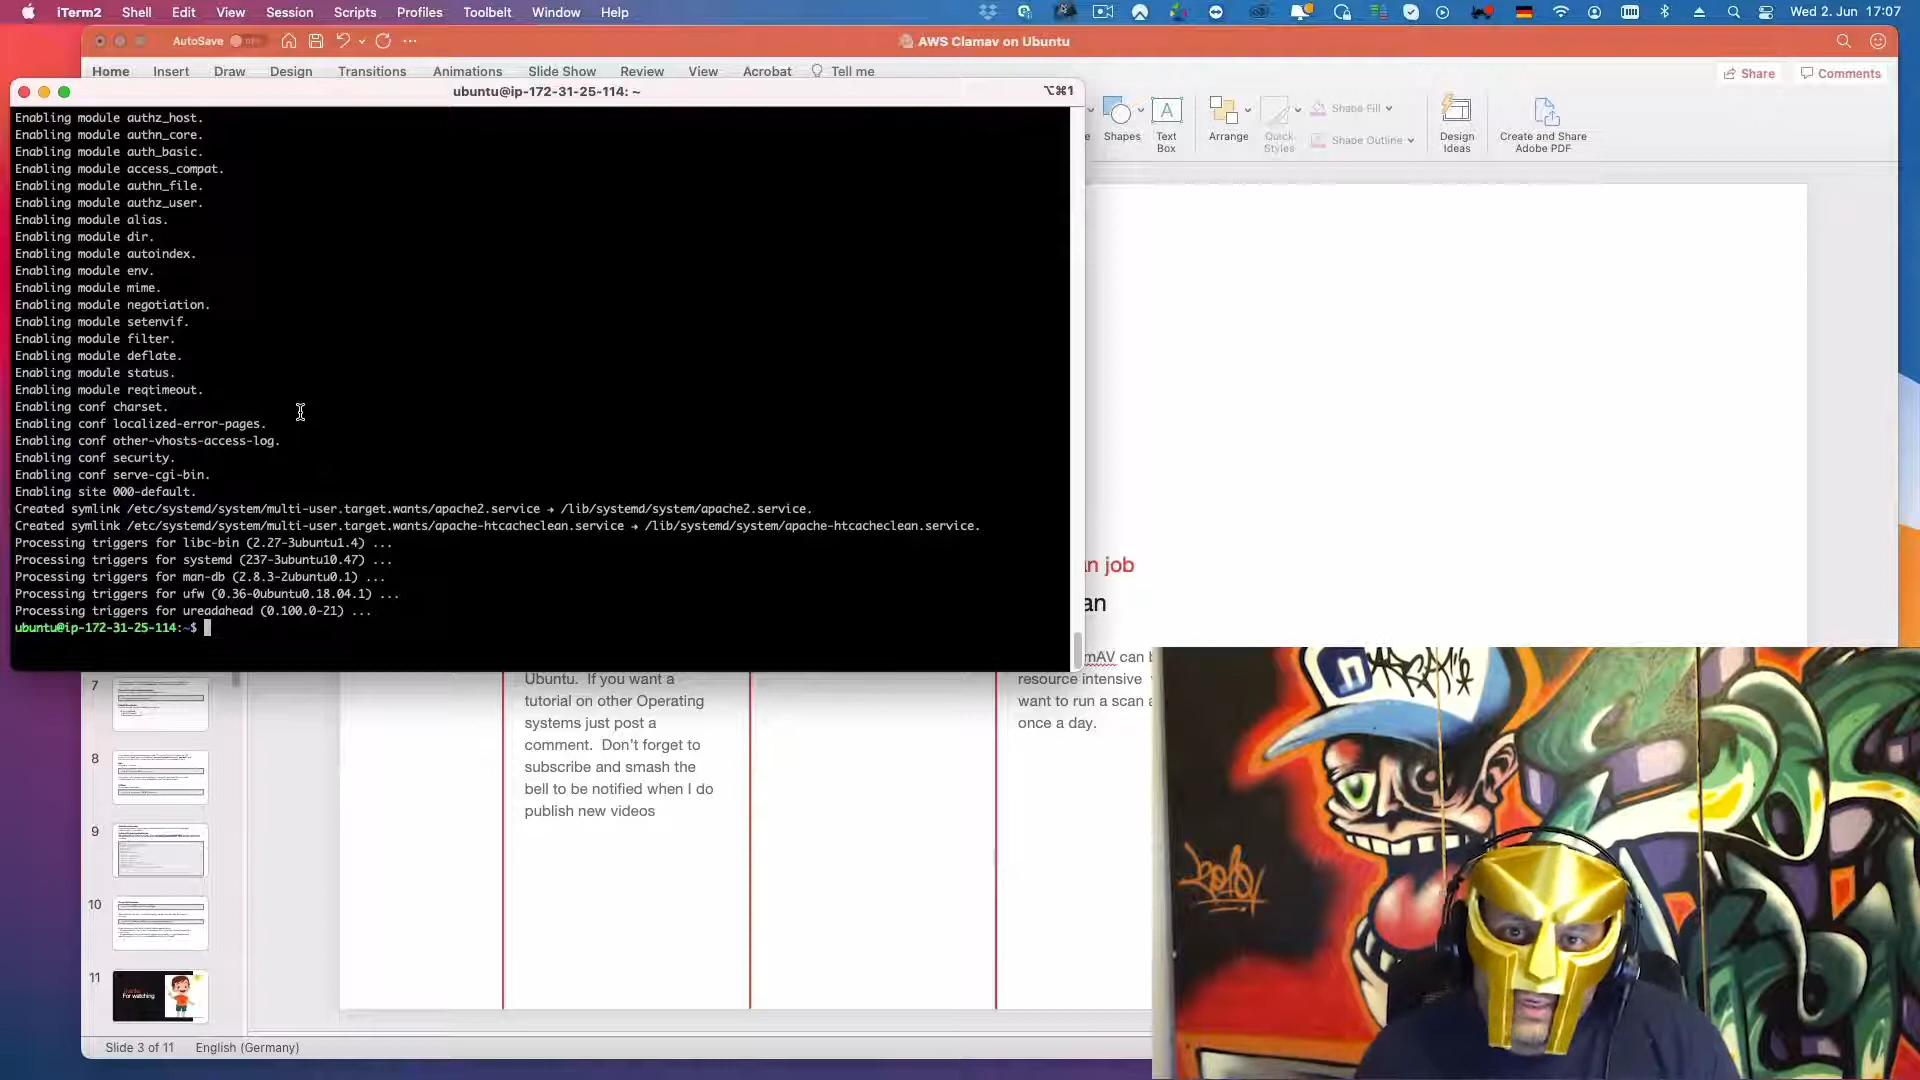 iTerm2 Shell Edit View Session Scripts Profiles Toolbelt Window Help Wed 2. Jun 17:07
AutoSave AWS Clamav on Ubuntu
Home Insert Draw Design Transitions Animations Slide Show Review View Acrobat Tell me Share Comments
ubuntu@ip-172-31-25-114: ~ ⌥⌘1
Shapes Text Box Arrange Quick Styles Shape Fill Shape Outline Design Ideas Create and Share Adobe PDF
Enabling module authz_host.
Enabling module authn_core.
Enabling module auth_basic.
Enabling module access_compat.
Enabling module authn_file.
Enabling module authz_user.
Enabling module alias.
Enabling module dir.
Enabling module autoindex.
Enabling module env.
Enabling module mime.
Enabling module negotiation.
Enabling module setenvif.
Enabling module filter.
Enabling module deflate.
Enabling module status.
Enabling module reqtimeout.
Enabling conf charset.
Enabling conf localized-error-pages.
Enabling conf other-vhosts-access-log.
Enabling conf security.
Enabling conf serve-cgi-bin.
Enabling site 000-default.
Created symlink /etc/systemd/system/multi-user.target.wants/apache2.service → /lib/systemd/system/apache2.service.
Created symlink /etc/systemd/system/multi-user.target.wants/apache-htcacheclean.service → /lib/systemd/system/apache-htcacheclean.service.
Processing triggers for libc-bin (2.27-3ubuntu1.4) ...
Processing triggers for systemd (237-3ubuntu10.47) ...
Processing triggers for man-db (2.8.3-2ubuntu0.1) ...
Processing triggers for ufw (0.36-0ubuntu0.18.04.1) ...
Processing triggers for ureadahead (0.100.0-21) ...
ubuntu@ip-172-31-25-114:~$
n job
an
mAV can b
resource intensive
want to run a scan a
once a day.
Ubuntu. If you want a
tutorial on other Operating
systems just post a
comment. Don't forget to
subscribe and smash the
bell to be notified when I do
publish new videos
7
8
9
10
11
For watching
Slide 3 of 11 English (Germany)